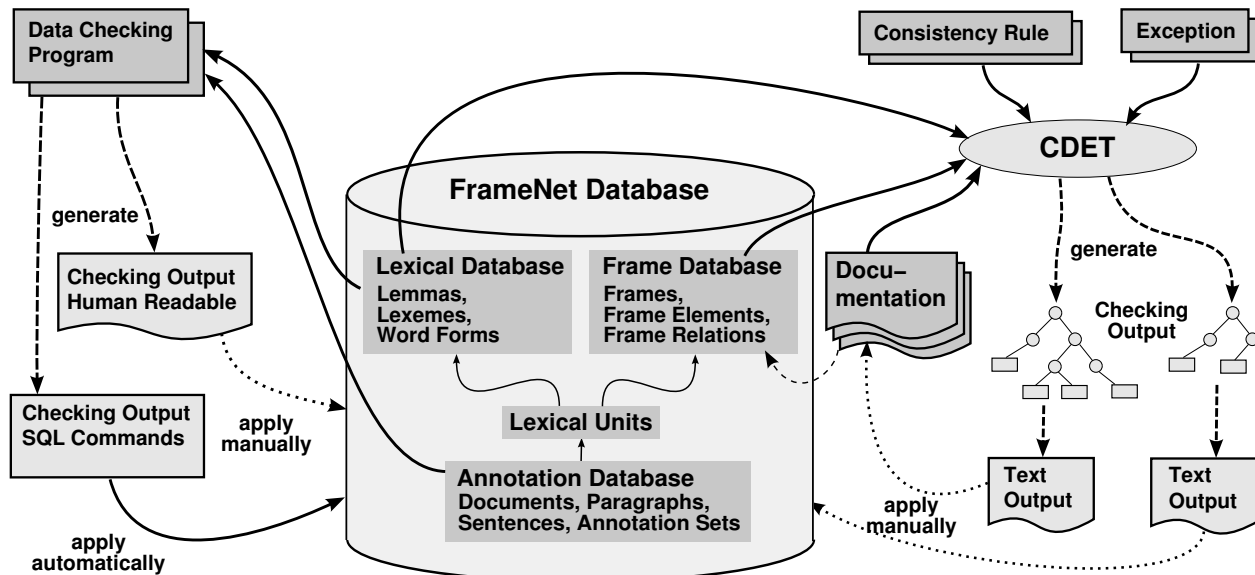 Data Checking
Program
Consistency Rule
Exception
CDET
FrameNet Database
generate
generate
Checking Output
Human Readable
Lexical Database
Lemmas,
Lexemes,
Word Forms
Frame Database
Frames,
Frame Elements,
Frame Relations
Docu–
mentation
Checking
Output
Checking Output
SQL Commands
apply
manually
Lexical Units
Annotation Database
Documents, Paragraphs,
Sentences, Annotation Sets
apply
manually
Text
Output
Text
Output
apply
automatically